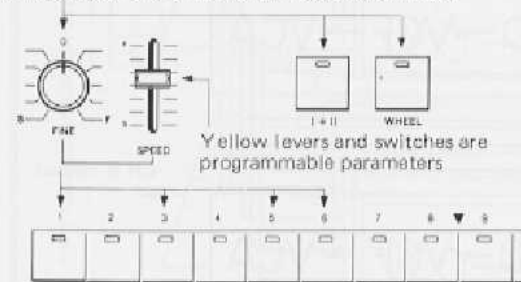 0
S F
FINE
F
S
SPEED
I + II WHEEL
Yellow levers and switches are
programmable parameters
1 2 3 4 5 6 7 8 9